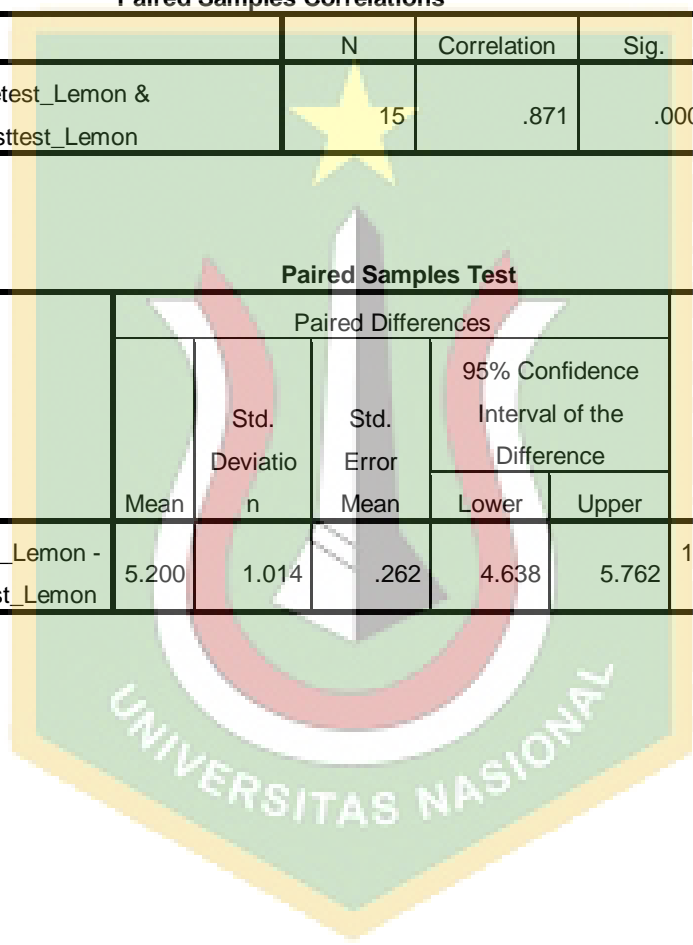 Paired Samples Correlations
N Correlation Sig.
test_Lemon &
sttest_Lemon
15 .871 .000
Paired Samples Test
Paired Differences
95% Confidence
Interval of the
Difference
Std.
Deviatio
n
Std.
Error
Mean
Mean Lower Upper
_Lemon -
t_Lemon
5.200 1.014 .262 4.638 5.762 1
UNIVERSITAS NASIONAL